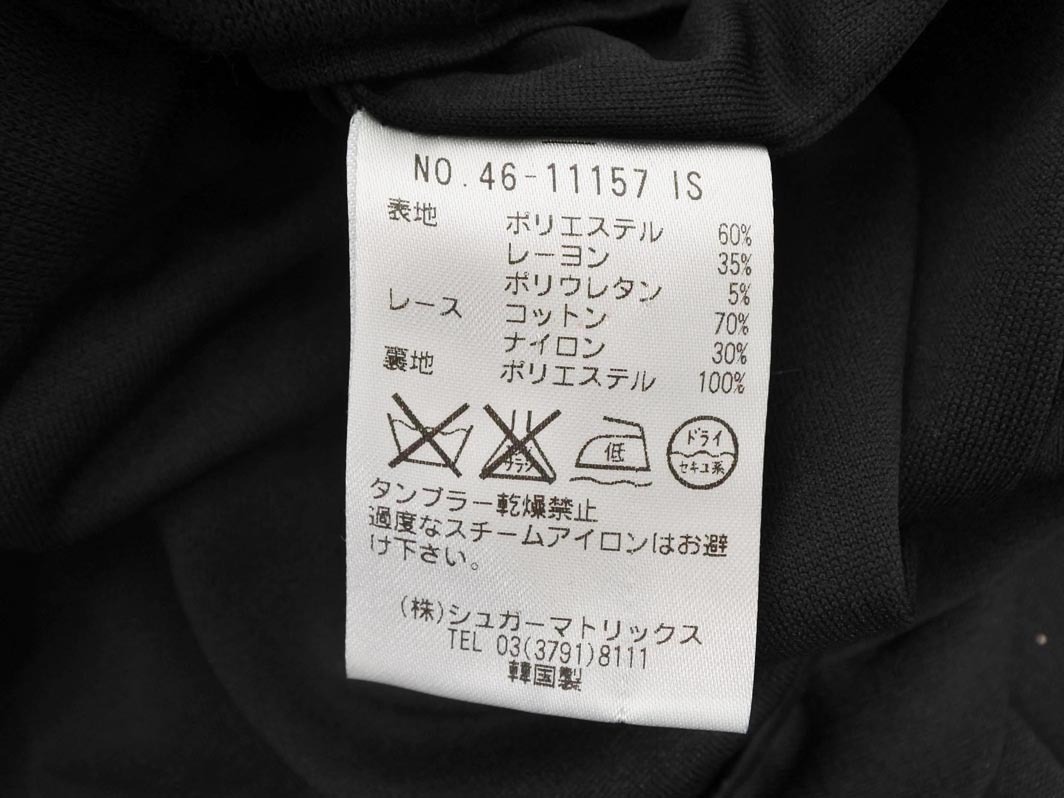 NO.46-11157 IS
表地 ポリエステル 60%
レーヨン 35%
ポリウレタン 5%
レース コットン 70%
ナイロン 30%
裏地 ポリエステル 100%
サラシ 低 ドライ
セキユ系
タンブラー乾燥禁止
過度なスチームアイロンはお避
け下さい。
(株)シュガーマトリックス
TEL 03(3791)8111
韓国製